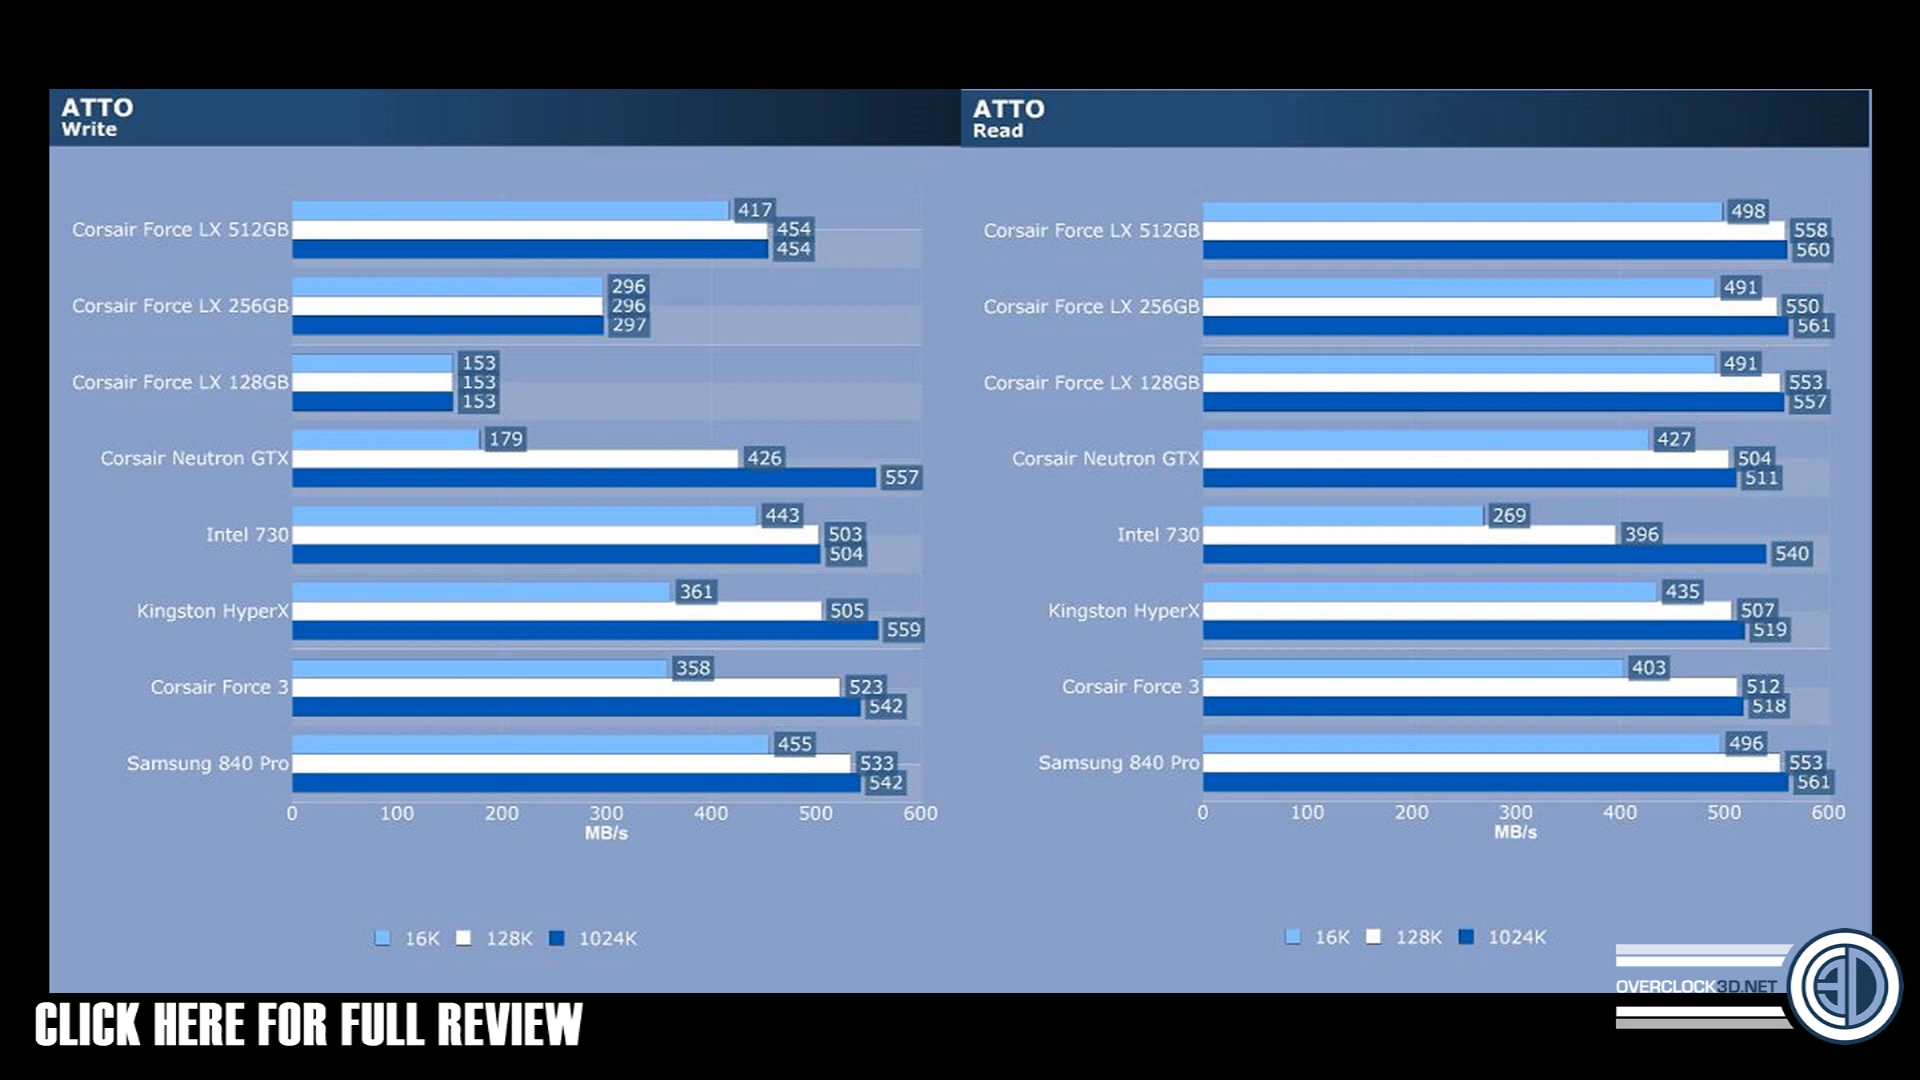 ATTO
Write
Corsair Force LX 512GB
417
454
454
Corsair Force LX 256GB
296
296
297
Corsair Force LX 128GB
153
153
153
Corsair Neutron GTX
179
426
557
Intel 730
443
503
504
Kingston HyperX
361
505
559
Corsair Force 3
358
523
542
Samsung 840 Pro
455
533
542
0 100 200 300 400 500 600
MB/s
16K 128K 1024K
ATTO
Read
Corsair Force LX 512GB
498
558
560
Corsair Force LX 256GB
491
550
561
Corsair Force LX 128GB
491
553
557
Corsair Neutron GTX
427
504
511
Intel 730
269
396
540
Kingston HyperX
435
507
519
Corsair Force 3
403
512
518
Samsung 840 Pro
496
553
561
0 100 200 300 400 500 600
MB/s
16K 128K 1024K
OVERCLOCK3D.NET
3D
CLICK HERE FOR FULL REVIEW